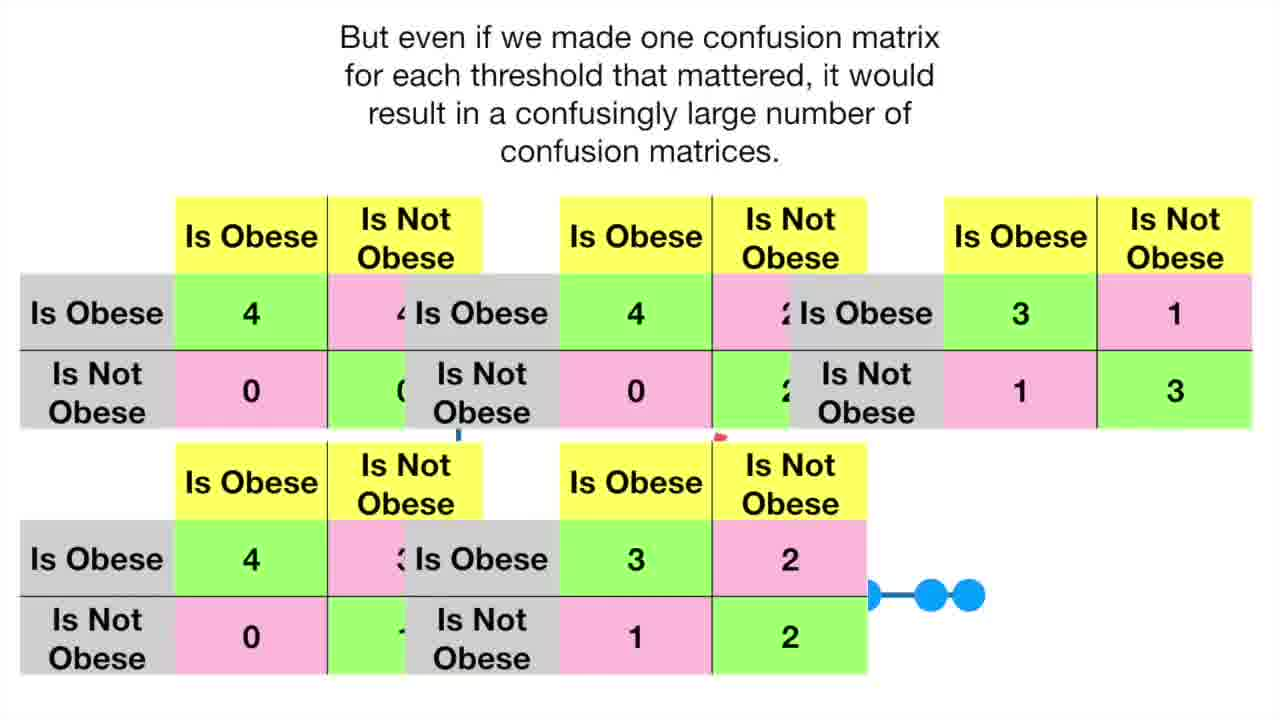 But even if we made one confusion matrix
for each threshold that mattered, it would
result in a confusingly large number of
confusion matrices.
Is Obese Is Not Obese Is Obese Is Not Obese Is Obese Is Not Obese
Is Obese 4 Is Obese 4 Is Obese 3 1
Is Not Obese 0 Is Not Obese 0 Is Not Obese 1 3
Is Obese Is Not Obese Is Obese Is Not Obese
Is Obese 4 Is Obese 3 2
Is Not Obese 0 Is Not Obese 1 2